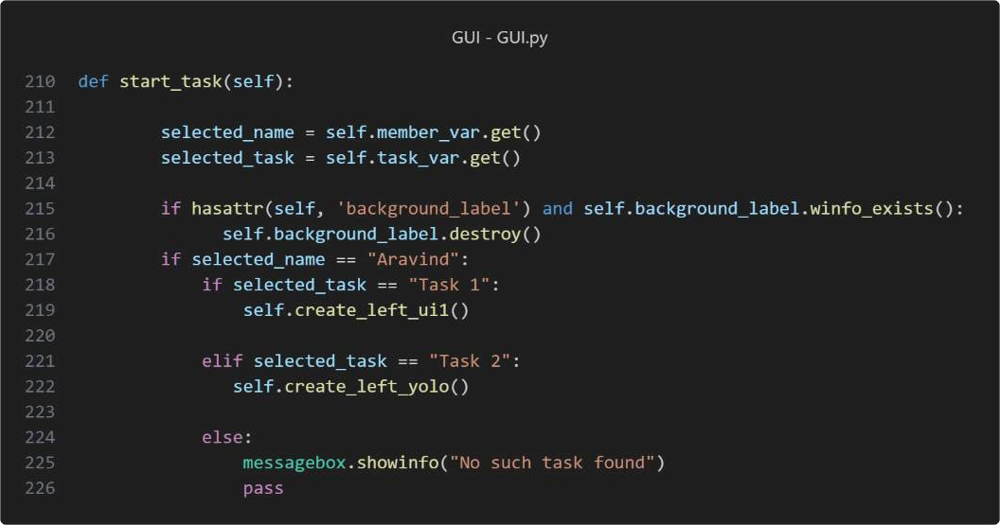 GUI - GUI.py
210 def start_task(self):
211
212 selected_name = self.member_var.get()
213 selected_task = self.task_var.get()
214
215 if hasattr(self, 'background_label') and self.background_label.winfo_exists():
216 self.background_label.destroy()
217 if selected_name == "Aravind":
218 if selected_task == "Task 1":
219 self.create_left_ui1()
220
221 elif selected_task == "Task 2":
222 self.create_left_yolo()
223
224 else:
225 messagebox.showinfo("No such task found")
226 pass